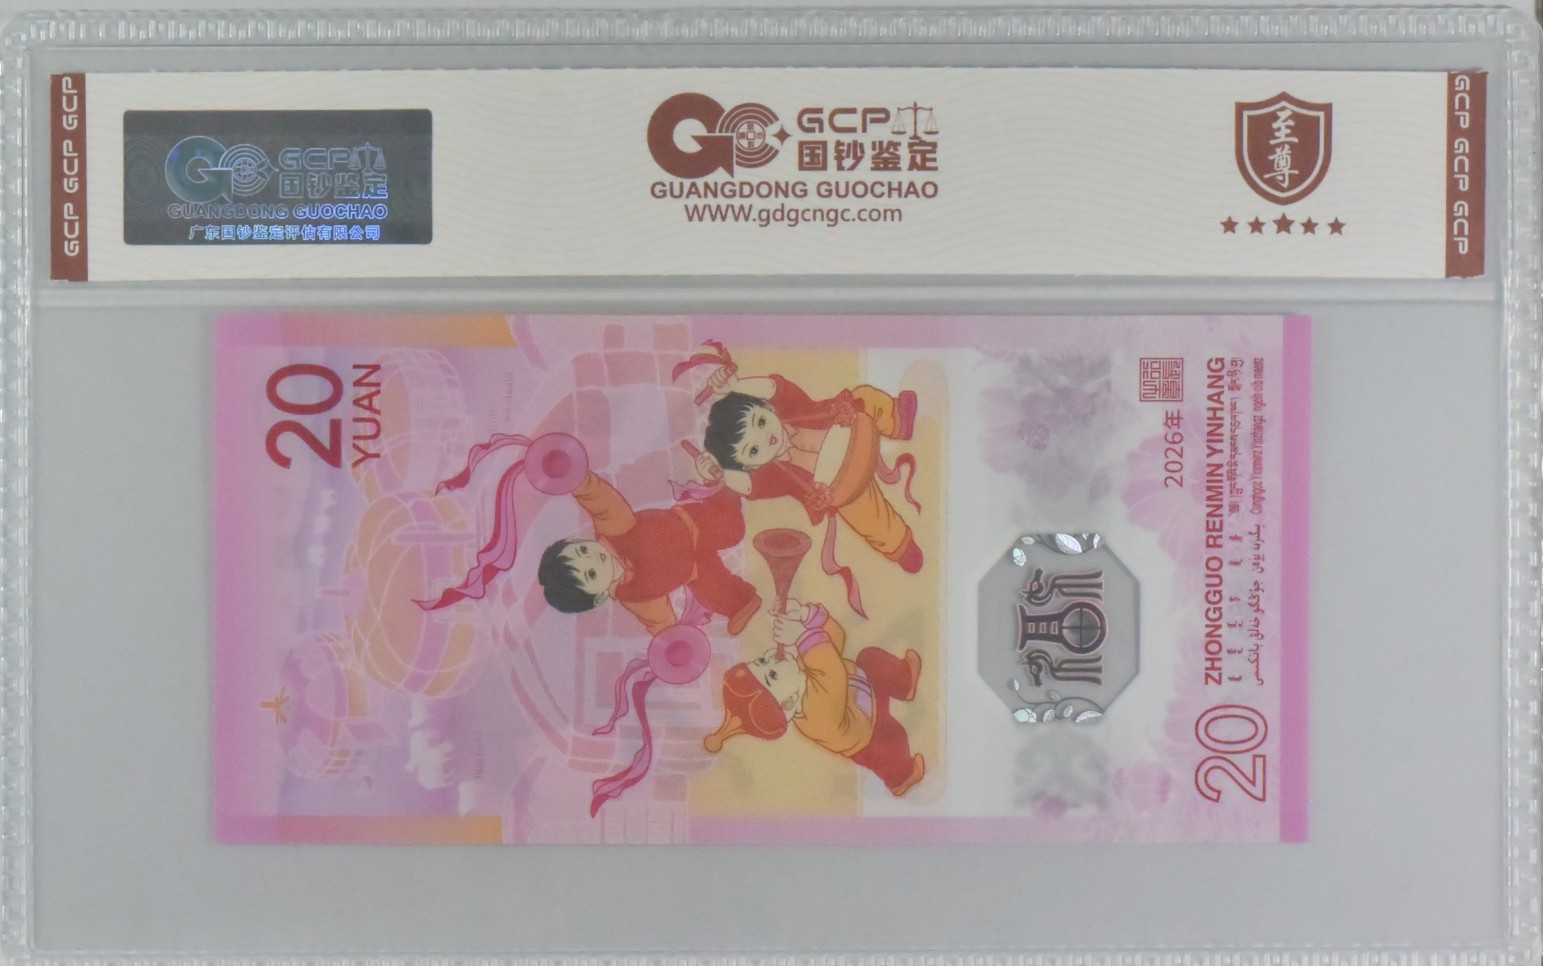 GCP GCP GCP
GCP
国钞鉴定
GUANGDONG GUOCHAO
广东国钞鉴定评估有限公司
GCP
国钞鉴定
GUANGDONG GUOCHAO
WWW.gdgcngc.com
至尊
GCP GCP GCP
20
YUAN
2026年
ZHONGGUO RENMIN YINHANG
20